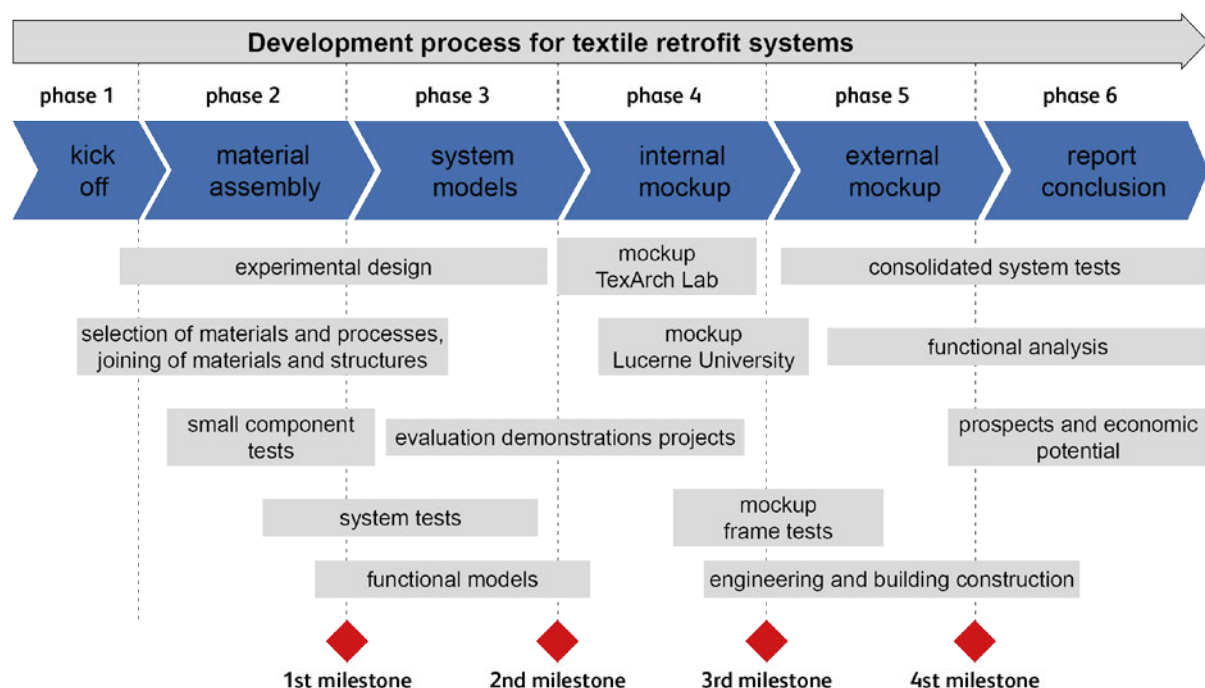 Development process for textile retrofit systems
phase 1
phase 2
phase 3
phase 4
phase 5
phase 6
kick
off
material
assembly
system
models
internal
mockup
external
mockup
report
conclusion
experimental design
mockup
TexArch Lab
consolidated system tests
selection of materials and processes,
joining of materials and structures
mockup
Lucerne University
functional analysis
small component
tests
evaluation demonstrations projects
prospects and economic
potential
system tests
mockup
frame tests
functional models
engineering and building construction
1st milestone
2nd milestone
3rd milestone
4st milestone